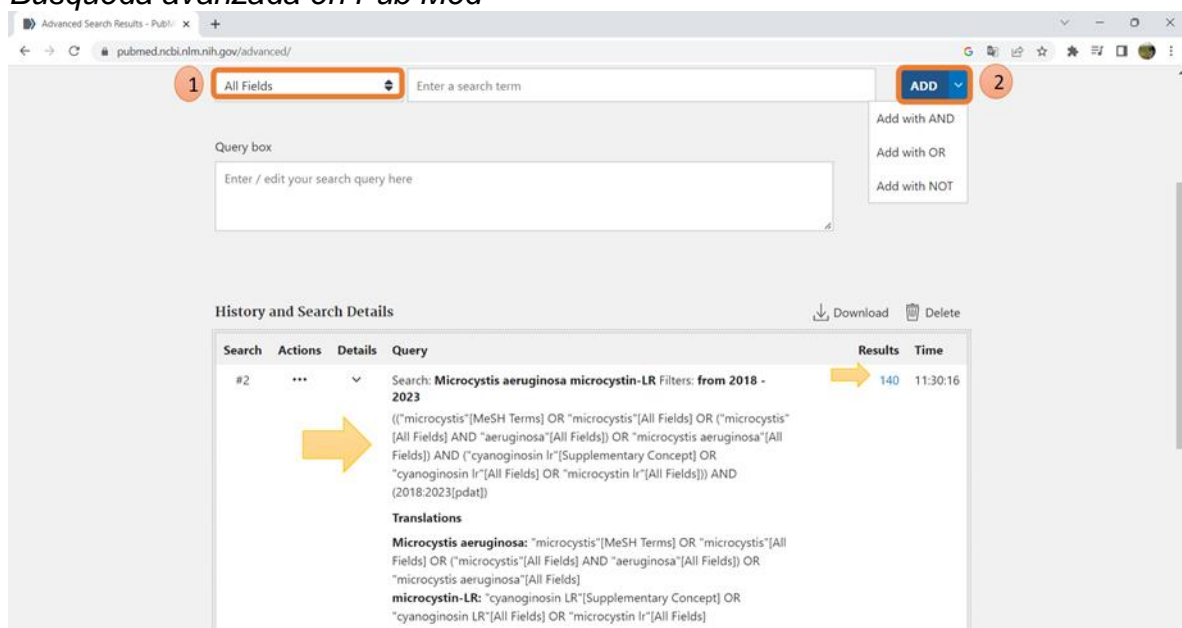 Búsqueda avanzada en Pub Med
Advanced Search Results - PubM
pubmed.ncbi.nlm.nih.gov/advanced/
1 All Fields Enter a search term ADD 2
Add with AND
Add with OR
Add with NOT
Query box
Enter / edit your search query here
History and Search Details Download Delete
Search Actions Details Query Results Time
#2 ... Search: Microcystis aeruginosa microcystin-LR Filters: from 2018 - 140 11:30:16
2023
(("microcystis"[MeSH Terms] OR "microcystis"[All Fields] OR ("microcystis"
[All Fields] AND "aeruginosa"[All Fields]) OR "microcystis aeruginosa"[All
Fields]) AND ("cyanoginosin lr"[Supplementary Concept] OR
"cyanoginosin lr"[All Fields] OR "microcystin lr"[All Fields])) AND
(2018:2023[pdat])
Translations
Microcystis aeruginosa: "microcystis"[MeSH Terms] OR "microcystis"[All
Fields] OR ("microcystis"[All Fields] AND "aeruginosa"[All Fields]) OR
"microcystis aeruginosa"[All Fields]
microcystin-LR: "cyanoginosin LR"[Supplementary Concept] OR
"cyanoginosin LR"[All Fields] OR "microcystin lr"[All Fields]